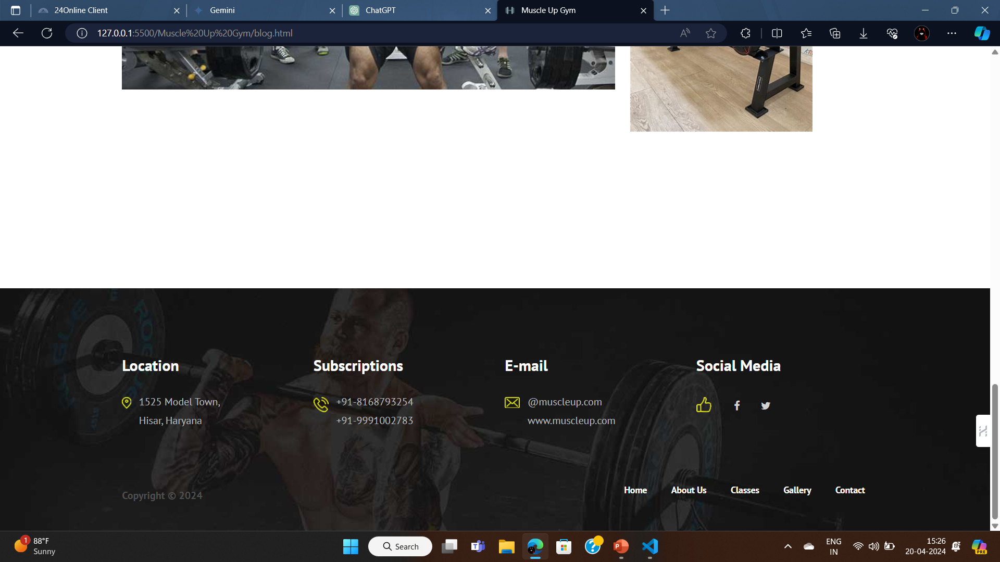 24Online Client
Gemini
ChatGPT
Muscle Up Gym
127.0.0.1:5500/Muscle%20Up%20Gym/blog.html
Location
1525 Model Town,
Hisar, Haryana
Subscriptions
+91-8168793254
+91-9991002783
E-mail
@muscleup.com
www.muscleup.com
Social Media
Copyright © 2024
Home
About Us
Classes
Gallery
Contact
1
88°F
Sunny
Search
ENG
IN
15:26
20-04-2024
PRE